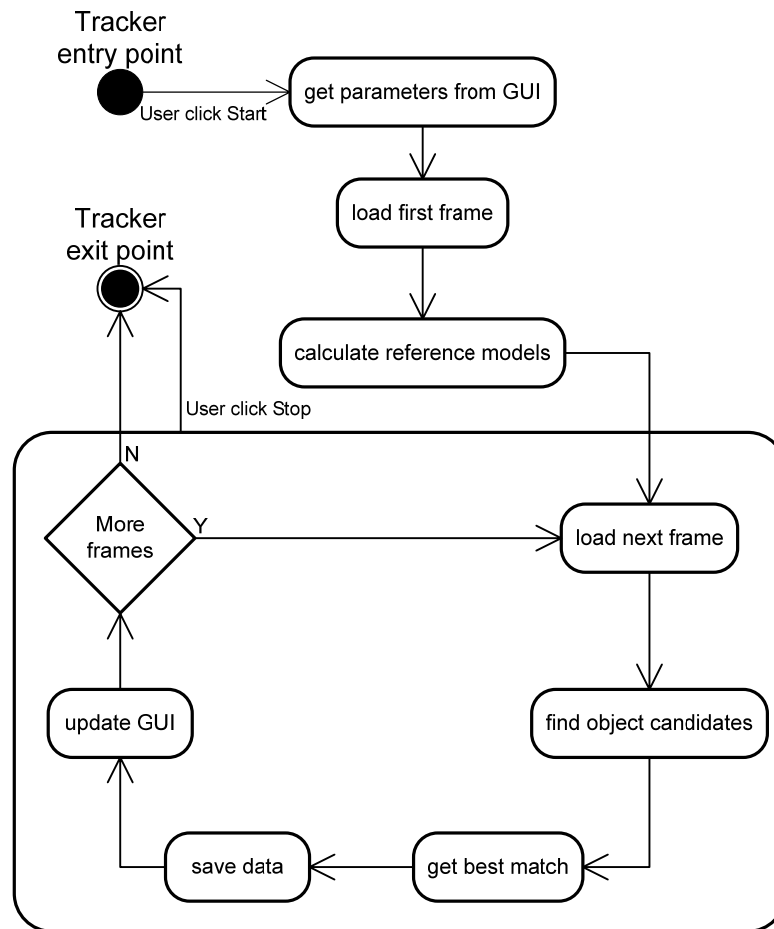 Tracker
entry point
User click Start
get parameters from GUI
load first frame
Tracker
exit point
calculate reference models
User click Stop
N
More
frames
Y
load next frame
update GUI
find object candidates
save data
get best match